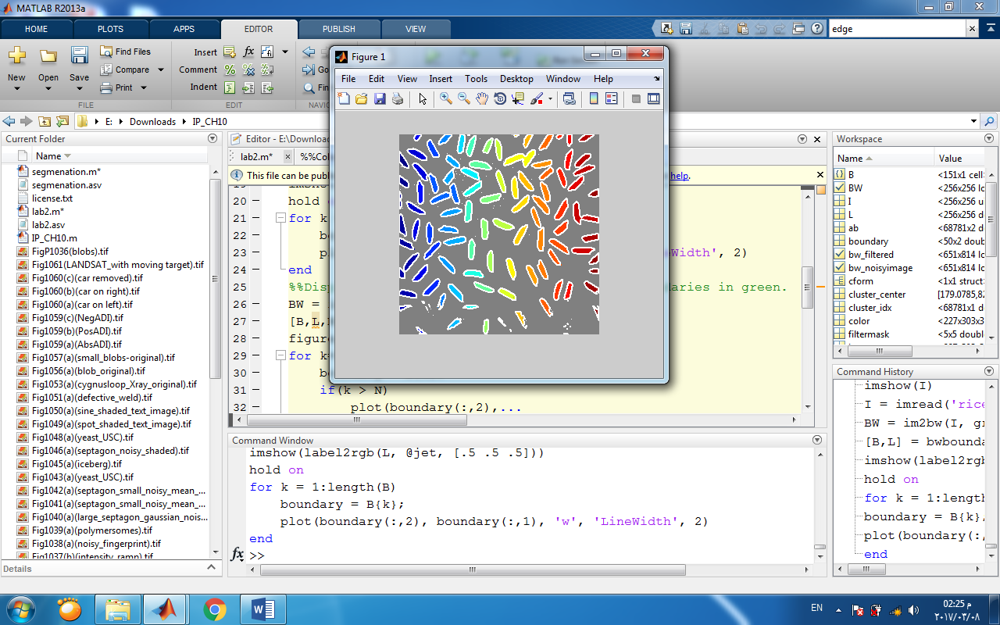 MATLAB R2013a
HOME PLOTS APPS EDITOR PUBLISH VIEW
edge
New Open Save
Find Files
Compare
Print
FILE
Insert
Comment
Indent
EDIT
E: Downloads IP_CH10
Current Folder
Name
segmenation.m*
segmenation.asv
license.txt
lab2.m*
lab2.asv
IP_CH10.m
FigP1036(blobs).tif
Fig1061(LANDSAT_with moving target).tif
Fig1060(c)(car removed).tif
Fig1060(b)(car on right).tif
Fig1060(a)(car on left).tif
Fig1059(c)(NegADI).tif
Fig1059(b)(PosADI).tif
Fig1059(a)(AbsADI).tif
Fig1057(a)(small_blobs-original).tif
Fig1056(a)(blob_original).tif
Fig1053(a)(cygnusloop_Xray_original).tif
Fig1051(a)(defective_weld).tif
Fig1050(a)(sine_shaded_text_image).tif
Fig1049(a)(spot_shaded_text_image).tif
Fig1048(a)(yeast_USC).tif
Fig1046(a)(septagon_noisy_shaded).tif
Fig1045(a)(iceberg).tif
Fig1043(a)(yeast_USC).tif
Fig1042(a)(septagon_small_noisy_mean_...
Fig1041(a)(septagon_small_noisy_mean_...
Fig1040(a)(large_septagon_gaussian_nois...
Fig1039(a)(polymersomes).tif
Fig1038(a)(noisy_fingerprint).tif
Fig1037(b)(intensity_ramp).tif
Details
Editor - E:\Downloa
lab2.m* %%Col
This file can be pub
help.
20 hold
21 for k
22 bo
23 p idth', 2)
24 end
25 %%Disp aries in green.
26 BW =
27 [B,L,
28 figur
29 for k
30 bo
31 if(k > N)
32 plot(boundary(:,2),...
Figure 1
File Edit View Insert Tools Desktop Window Help
Command Window
imshow(label2rgb(L, @jet, [.5 .5 .5]))
hold on
for k = 1:length(B)
boundary = B{k};
plot(boundary(:,2), boundary(:,1), 'w', 'LineWidth', 2)
end
fx >>
Workspace
Name Value
B <151x1 cell
BW <256x256 lo
I <256x256 u
L <256x256 d
ab <68781x2 d
boundary <50x2 doub
bw_filtered <651x814 lo
bw_noisyimage <651x814 lo
cform <1x1 struct>
cluster_center [179.0785,82
cluster_idx <68781x1 d
color <227x303x3
filtermask <5x5 doubl
Command History
imshow(I)
I = imread('rice
BW = im2bw(I, gr
[B,L] = bwbounda
imshow(label2rgb
hold on
for k = 1:length
boundary = B{k}
plot(boundary(:,
end
EN
02:25 م
٢٠١٧/٠٣/٠٨